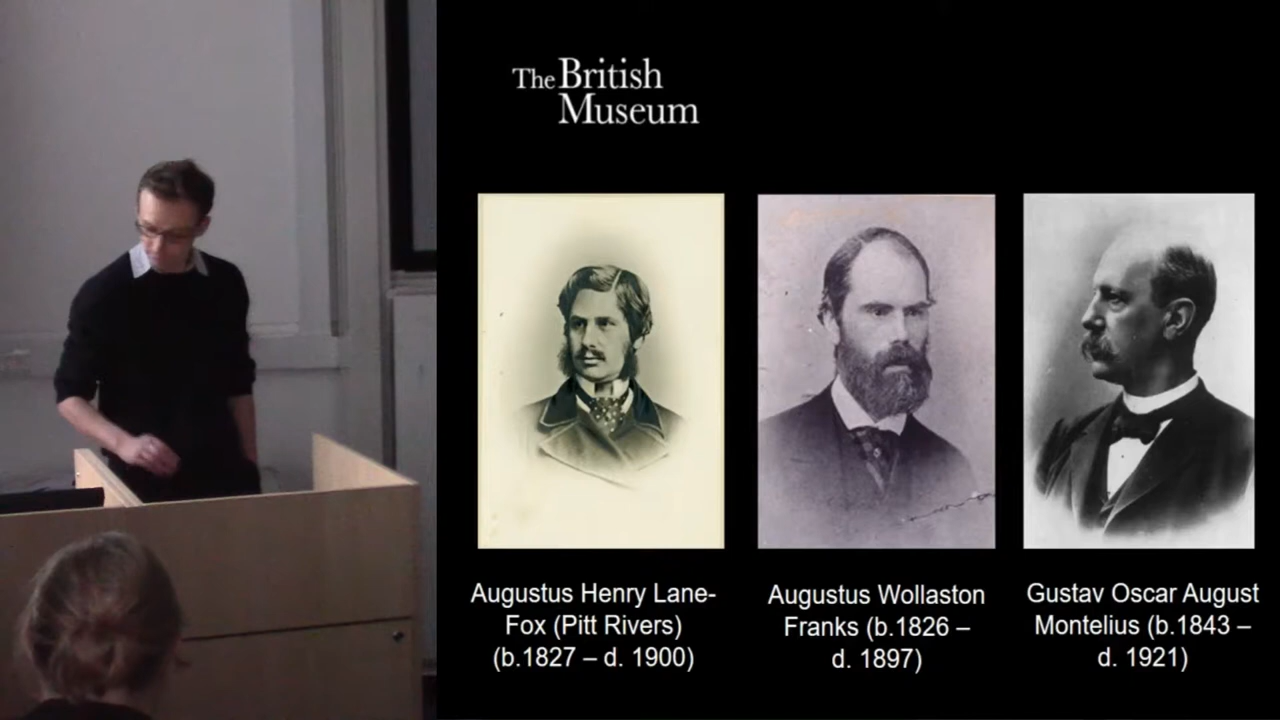 The British
Museum
Augustus Henry Lane-
Fox (Pitt Rivers)
(b.1827 – d. 1900)
Augustus Wollaston
Franks (b.1826 –
d. 1897)
Gustav Oscar August
Montelius (b.1843 –
d. 1921)